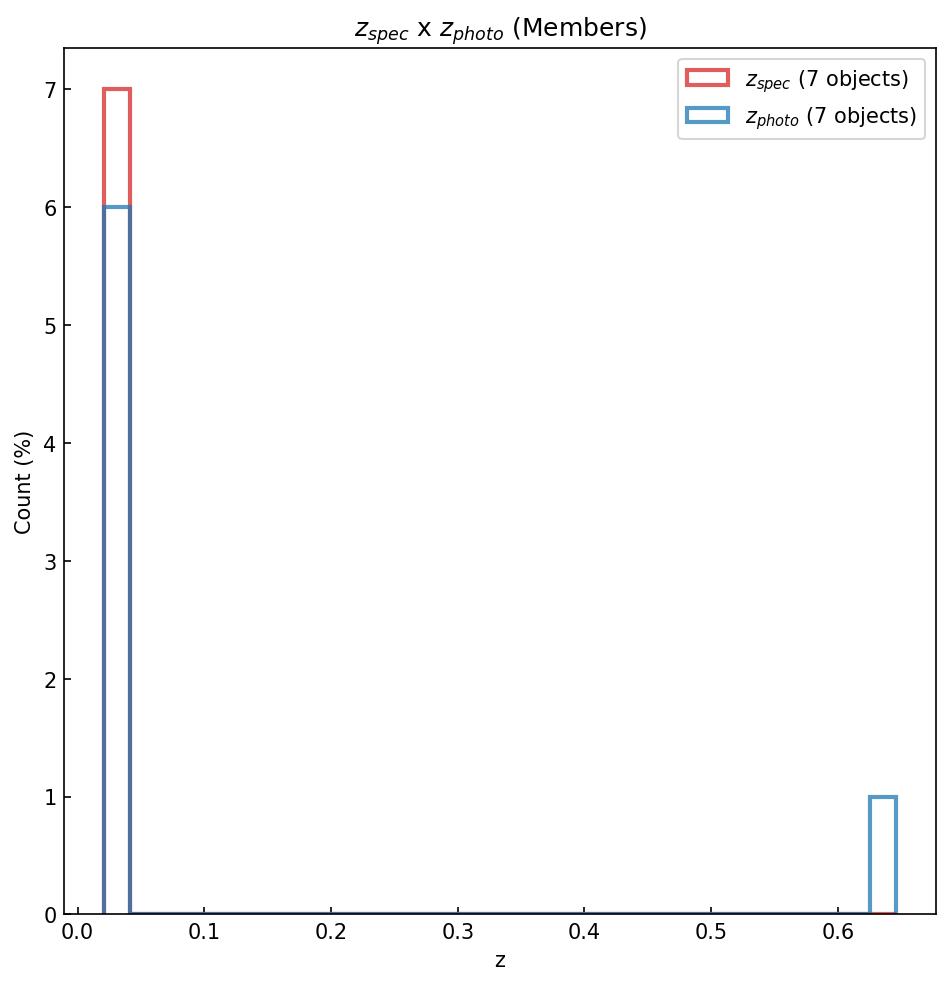 z_spec x z_photo (Members)
z_spec (7 objects)
z_photo (7 objects)
7
6
5
4
3
2
1
0
Count (%)
0.0 0.1 0.2 0.3 0.4 0.5 0.6
z